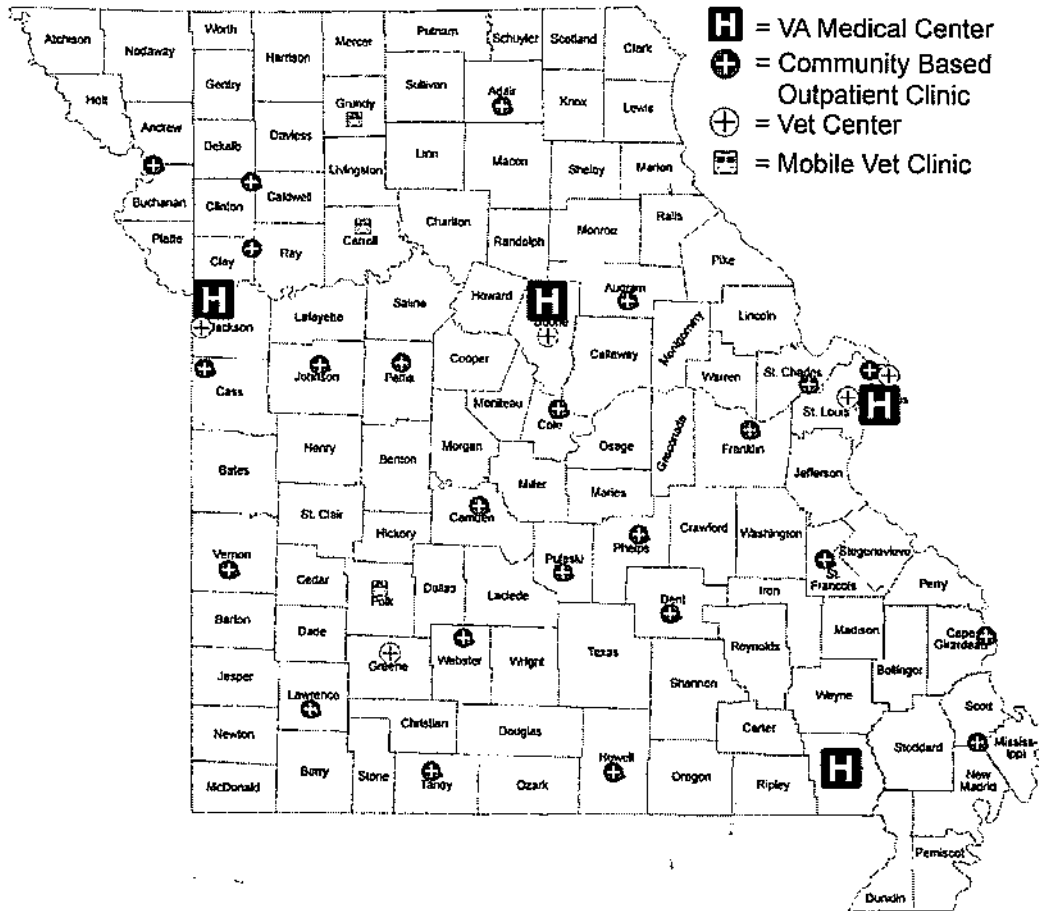 H = VA Medical Center
= Community Based
Outpatient Clinic
= Vet Center
= Mobile Vet Clinic
Atchison
Nodaway
Worth
Harrison
Mercer
Putnam
Schuyler
Scotland
Clark
Holt
Gentry
Sullivan
Adair
Knox
Lewis
Andrew
Grundy
Dekalb
Daviess
Linn
Macon
Shelby
Marion
Livingston
Buchanan
Clinton
Caldwell
Chariton
Ralls
Platte
Clay
Ray
Carroll
Randolph
Monroe
Pike
H
Jackson
Lafayette
Saline
Howard
H
Boone
Audrain
Montgomery
Lincoln
Cass
Johnson
Pettis
Cooper
Callaway
Warren
St. Charles
Moniteau
Cole
St. Louis
H
Henry
Benton
Morgan
Osage
Gasconade
Franklin
Bates
Miller
Maries
Jefferson
St. Clair
Camden
Hickory
Phelps
Crawford
Washington
Vernon
Pulaski
Stegenevieve
St
Francois
Perry
Cedar
Polk
Dallas
Laclede
Dent
Iron
Barton
Dade
Texas
Reynolds
Madison
Cape
Girardeau
Greene
Webster
Wright
Bollinger
Jasper
Lawrence
Shannon
Wayne
Scott
Newton
Christian
Douglas
Carter
Stoddard
Missis-
ippi
McDonald
Barry
Stone
Taney
Ozark
Howell
Oregon
Ripley
H
New
Madrid
Pemiscot
Dunklin